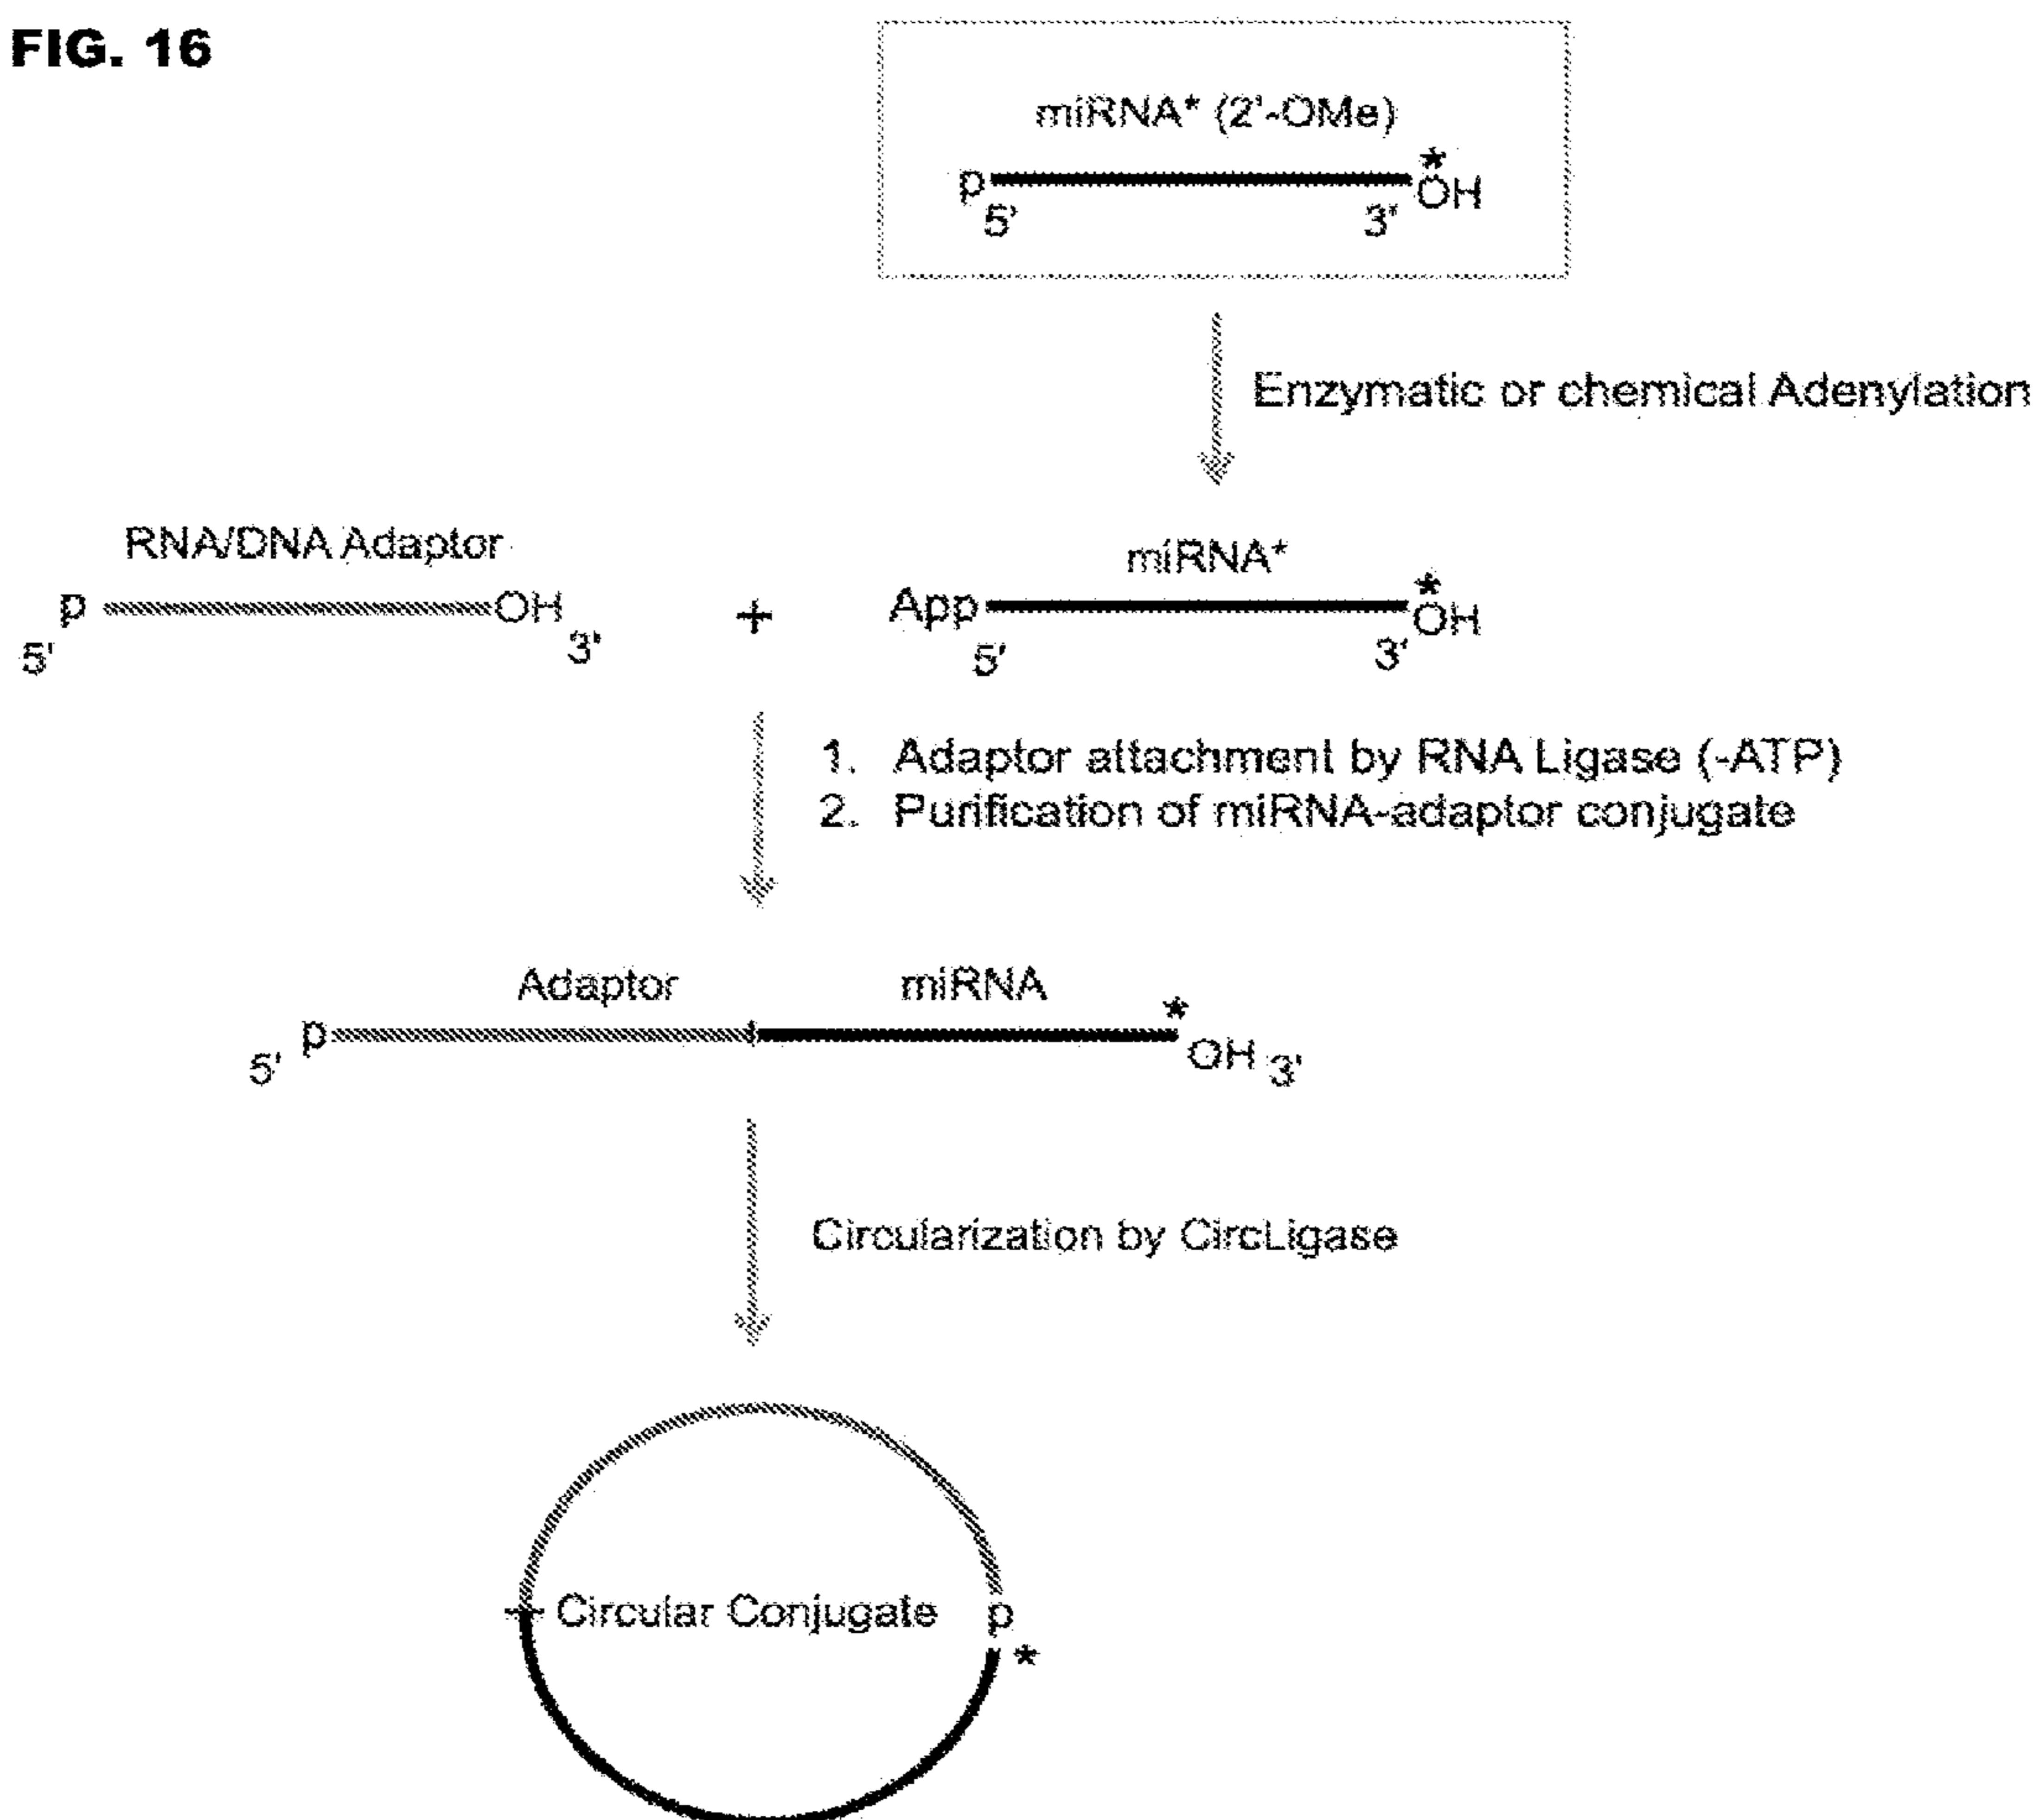 FIG. 16
miRNA* (2'-OMe)
*
p OH
5' 3'
Enzymatic or chemical Adenylation
RNA/DNA Adaptor
miRNA*
*
p OH + App OH
5' 3' 5' 3'
1. Adaptor attachment by RNA Ligase (-ATP)
2. Purification of miRNA-adaptor conjugate
Adaptor miRNA
*
5' p OH 3'
Circularization by CircLigase
Circular Conjugate p
*